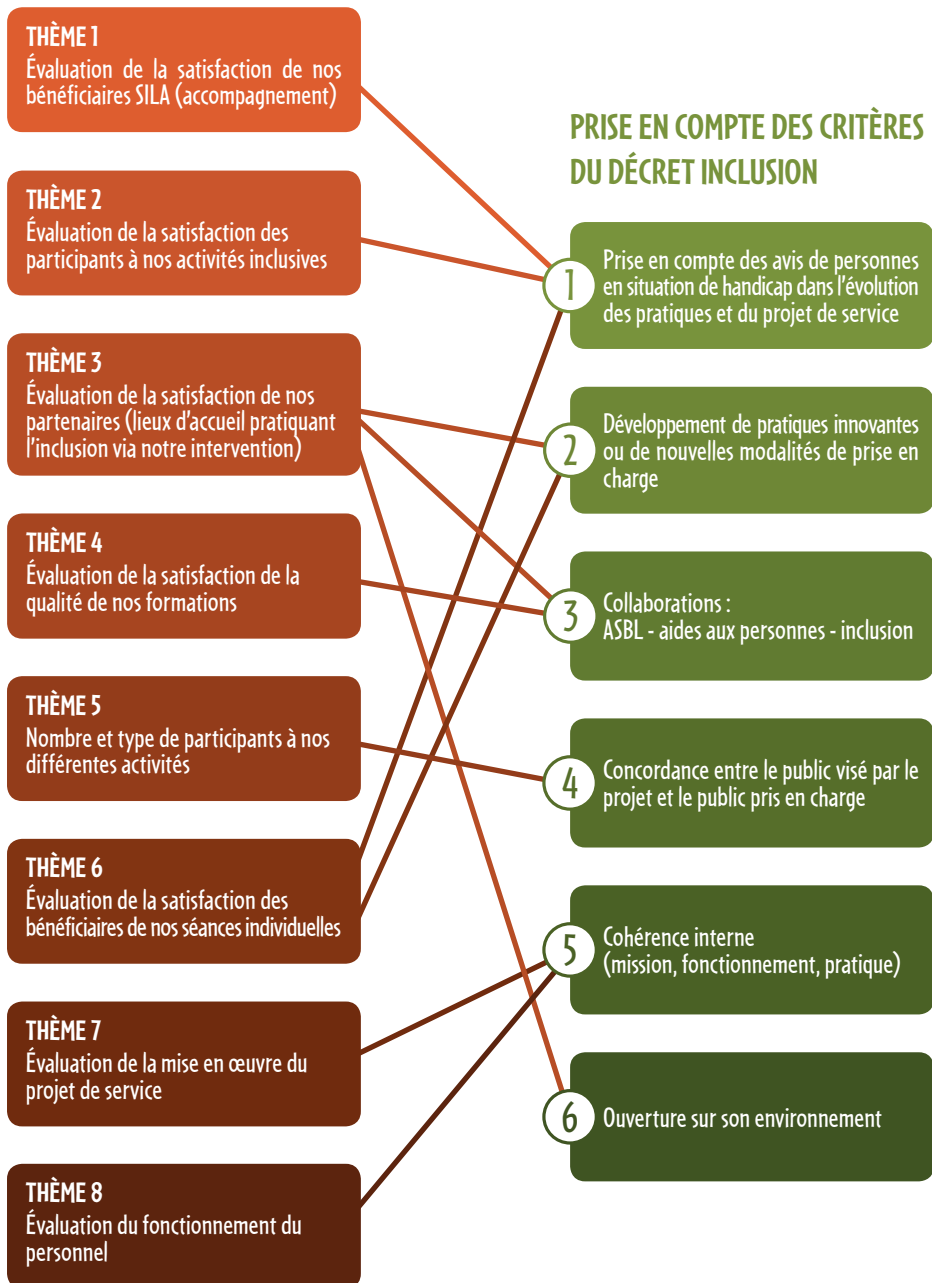 THÈME 1
Évaluation de la satisfaction de nos
bénéficiaires SILA (accompagnement)
THÈME 2
Évaluation de la satisfaction des
participants à nos activités inclusives
THÈME 3
Évaluation de la satisfaction de nos
partenaires (lieux d'accueil pratiquant
l'inclusion via notre intervention)
THÈME 4
Évaluation de la satisfaction de la
qualité de nos formations
THÈME 5
Nombre et type de participants à nos
différentes activités
THÈME 6
Évaluation de la satisfaction des
bénéficiaires de nos séances individuelles
THÈME 7
Évaluation de la mise en œuvre du
projet de service
THÈME 8
Évaluation du fonctionnement du
personnel
PRISE EN COMPTE DES CRITÈRES
DU DÉCRET INCLUSION
1
Prise en compte des avis de personnes
en situation de handicap dans l'évolution
des pratiques et du projet de service
2
Développement de pratiques innovantes
ou de nouvelles modalités de prise en
charge
3
Collaborations :
ASBL - aides aux personnes - inclusion
4
Concordance entre le public visé par le
projet et le public pris en charge
5
Cohérence interne
(mission, fonctionnement, pratique)
6
Ouverture sur son environnement